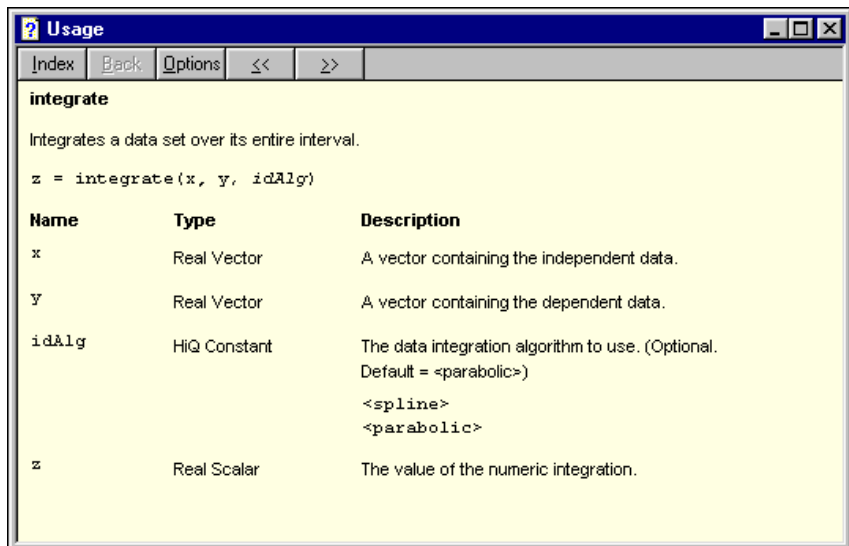 Usage
Index Back Options << >>
integrate
Integrates a data set over its entire interval.
z = integrate(x, y, idAlg)
Name Type Description
x Real Vector A vector containing the independent data.
y Real Vector A vector containing the dependent data.
idAlg HiQ Constant The data integration algorithm to use. (Optional.
Default = <parabolic>)
<spline>
<parabolic>
z Real Scalar The value of the numeric integration.